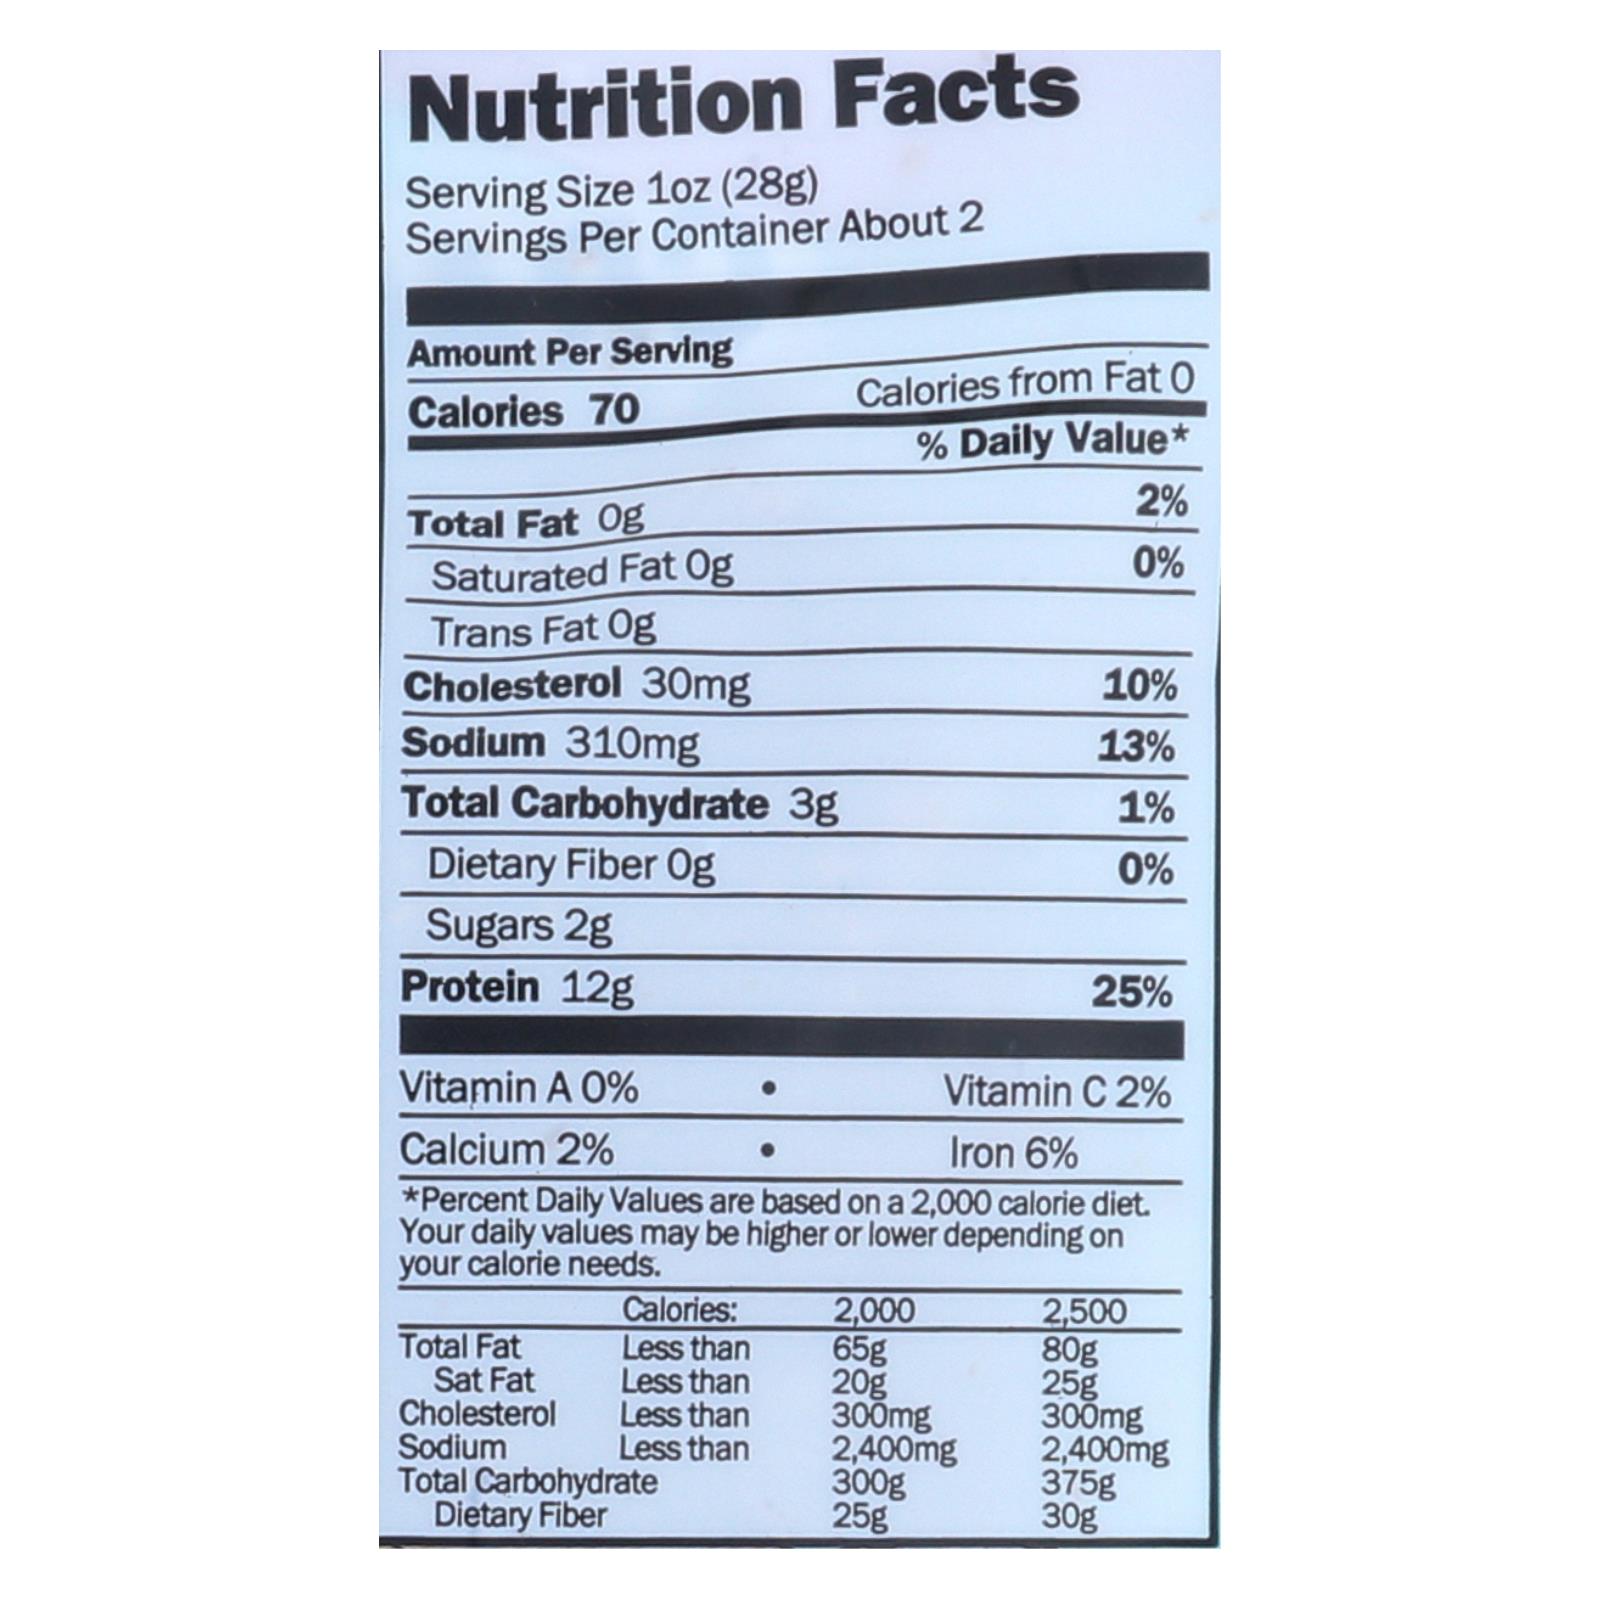 Nutrition Facts
Serving Size 1oz (28g)
Servings Per Container About 2
Amount Per Serving
Calories 70 Calories from Fat 0
% Daily Value*
Total Fat 0g 2%
Saturated Fat 0g 0%
Trans Fat 0g
Cholesterol 30mg 10%
Sodium 310mg 13%
Total Carbohydrate 3g 1%
Dietary Fiber 0g 0%
Sugars 2g
Protein 12g 25%
Vitamin A 0% • Vitamin C 2%
Calcium 2% • Iron 6%
*Percent Daily Values are based on a 2,000 calorie diet.
Your daily values may be higher or lower depending on
your calorie needs.
Calories: 2,000 2,500
Total Fat Less than 65g 80g
Sat Fat Less than 20g 25g
Cholesterol Less than 300mg 300mg
Sodium Less than 2,400mg 2,400mg
Total Carbohydrate 300g 375g
Dietary Fiber 25g 30g